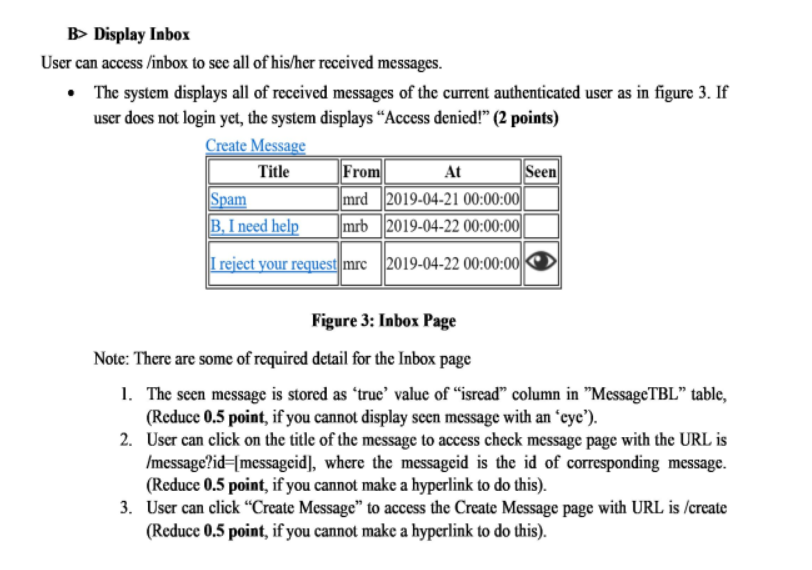 B> Display Inbox
User can access /inbox to see all of his/her received messages.
• The system displays all of received messages of the current authenticated user as in figure 3. If
user does not login yet, the system displays “Access denied!” (2 points)
Create Message
Title From At Seen
Spam mrd 2019-04-21 00:00:00
B, I need help mrb 2019-04-22 00:00:00
I reject your request mrc 2019-04-22 00:00:00
Figure 3: Inbox Page
Note: There are some of required detail for the Inbox page
1. The seen message is stored as ‘true’ value of “isread” column in ”MessageTBL” table,
(Reduce 0.5 point, if you cannot display seen message with an ‘eye’).
2. User can click on the title of the message to access check message page with the URL is
/message?id=[messageid], where the messageid is the id of corresponding message.
(Reduce 0.5 point, if you cannot make a hyperlink to do this).
3. User can click “Create Message” to access the Create Message page with URL is /create
(Reduce 0.5 point, if you cannot make a hyperlink to do this).